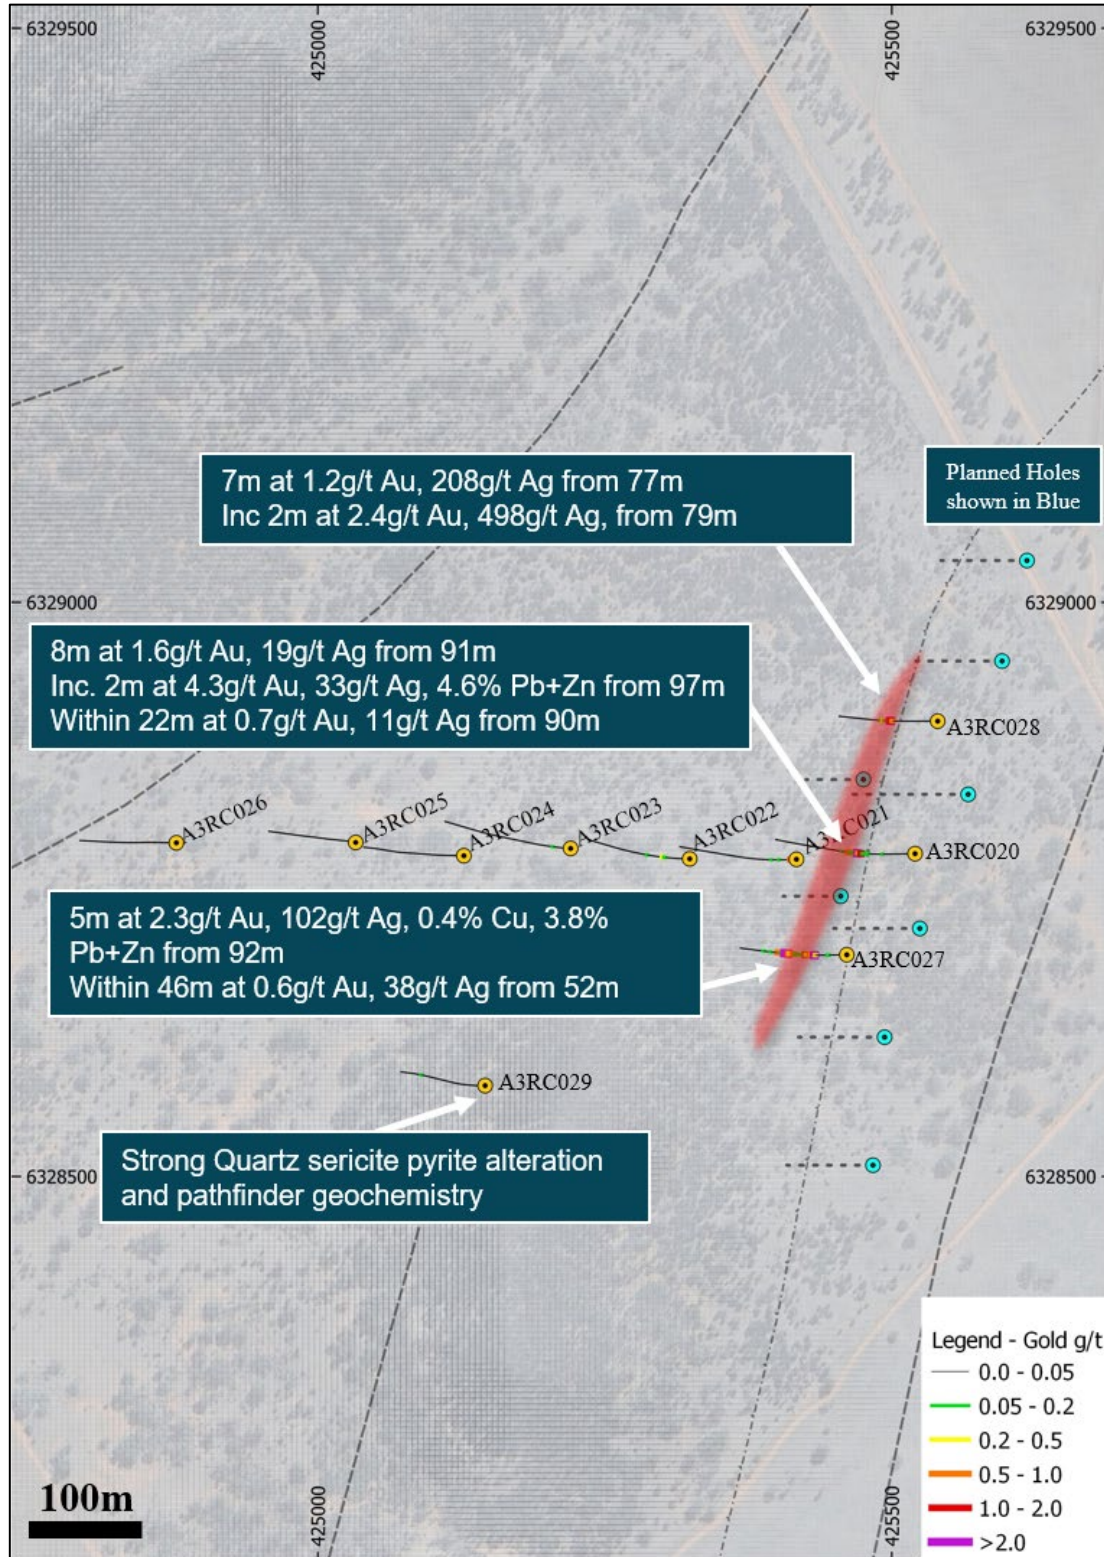 6329500
425000
425500
6329500
7m at 1.2g/t Au, 208g/t Ag from 77m
Inc 2m at 2.4g/t Au, 498g/t Ag, from 79m
Planned Holes
shown in Blue
6329000
6329000
8m at 1.6g/t Au, 19g/t Ag from 91m
Inc. 2m at 4.3g/t Au, 33g/t Ag, 4.6% Pb+Zn from 97m
Within 22m at 0.7g/t Au, 11g/t Ag from 90m
A3RC028
A3RC026
A3RC025
A3RC024
A3RC023
A3RC022
A3RC021
A3RC020
5m at 2.3g/t Au, 102g/t Ag, 0.4% Cu, 3.8%
Pb+Zn from 92m
Within 46m at 0.6g/t Au, 38g/t Ag from 52m
A3RC027
A3RC029
Strong Quartz sericite pyrite alteration
and pathfinder geochemistry
6328500
6328500
Legend - Gold g/t
0.0 - 0.05
0.05 - 0.2
0.2 - 0.5
0.5 - 1.0
1.0 - 2.0
>2.0
100m
425000
425500